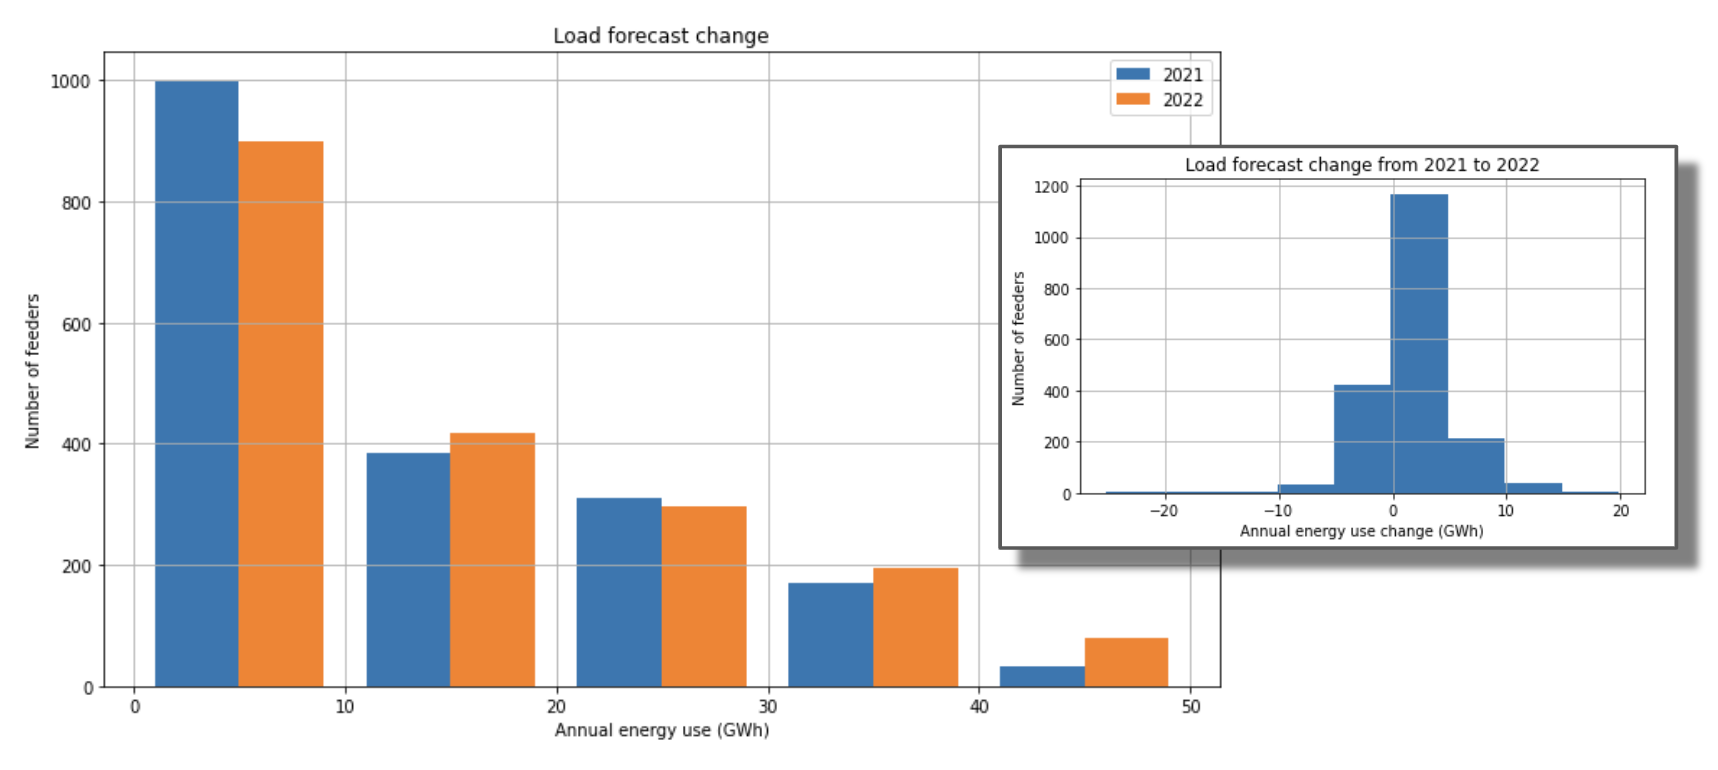 Load forecast change
2021
2022
1000
800
600
400
200
0
Number of feeders
0 10 20 30 40 50
Annual energy use (GWh)
Load forecast change from 2021 to 2022
1200
1000
800
600
400
200
0
Number of feeders
−20 −10 0 10 20
Annual energy use change (GWh)